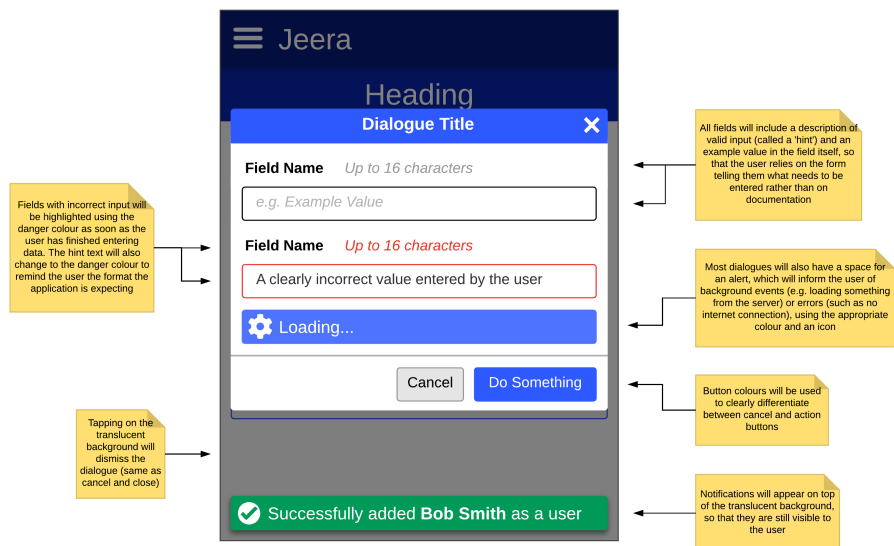 Jeera
Heading
Dialogue Title
Field Name Up to 16 characters
e.g. Example Value
Field Name Up to 16 characters
A clearly incorrect value entered by the user
Loading...
Cancel Do Something
Successfully added Bob Smith as a user
Fields with incorrect input will
be highlighted using the
danger colour as soon as the
user has finished entering
data. The hint text will also
change to the danger colour to
remind the user the format the
application is expecting
Tapping on the
translucent
background will
dismiss the
dialogue (same as
cancel and close)
All fields will include a description of
valid input (called a 'hint') and an
example value in the field itself, so
that the user relies on the form
telling them what needs to be
entered rather than on
documentation
Most dialogues will also have a space for
an alert, which will inform the user of
background events (e.g. loading something
from the server) or errors (such as no
internet connection), using the appropriate
colour and an icon
Button colours will be used
to clearly differentiate
between cancel and action
buttons
Notifications will appear on top
of the translucent background,
so that they are still visible to
the user